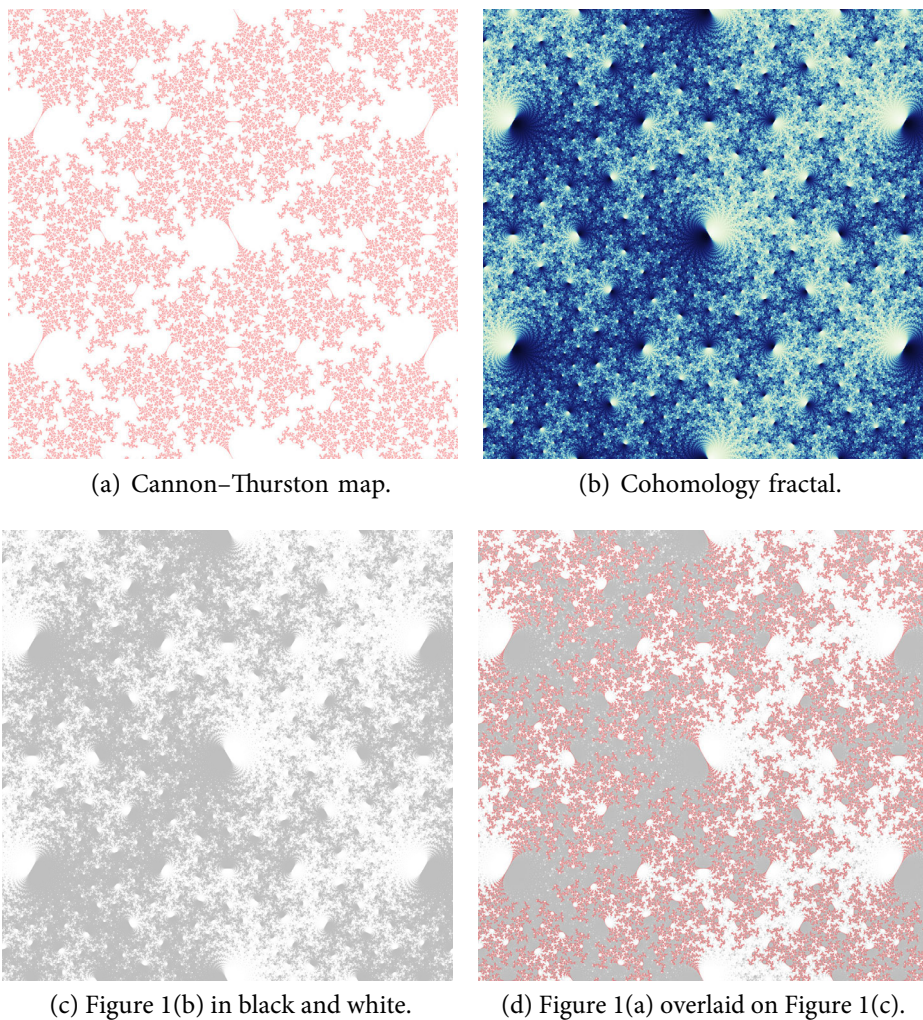 (a) Cannon–Thurston map.
(b) Cohomology fractal.
(c) Figure 1(b) in black and white.
(d) Figure 1(a) overlaid on Figure 1(c).